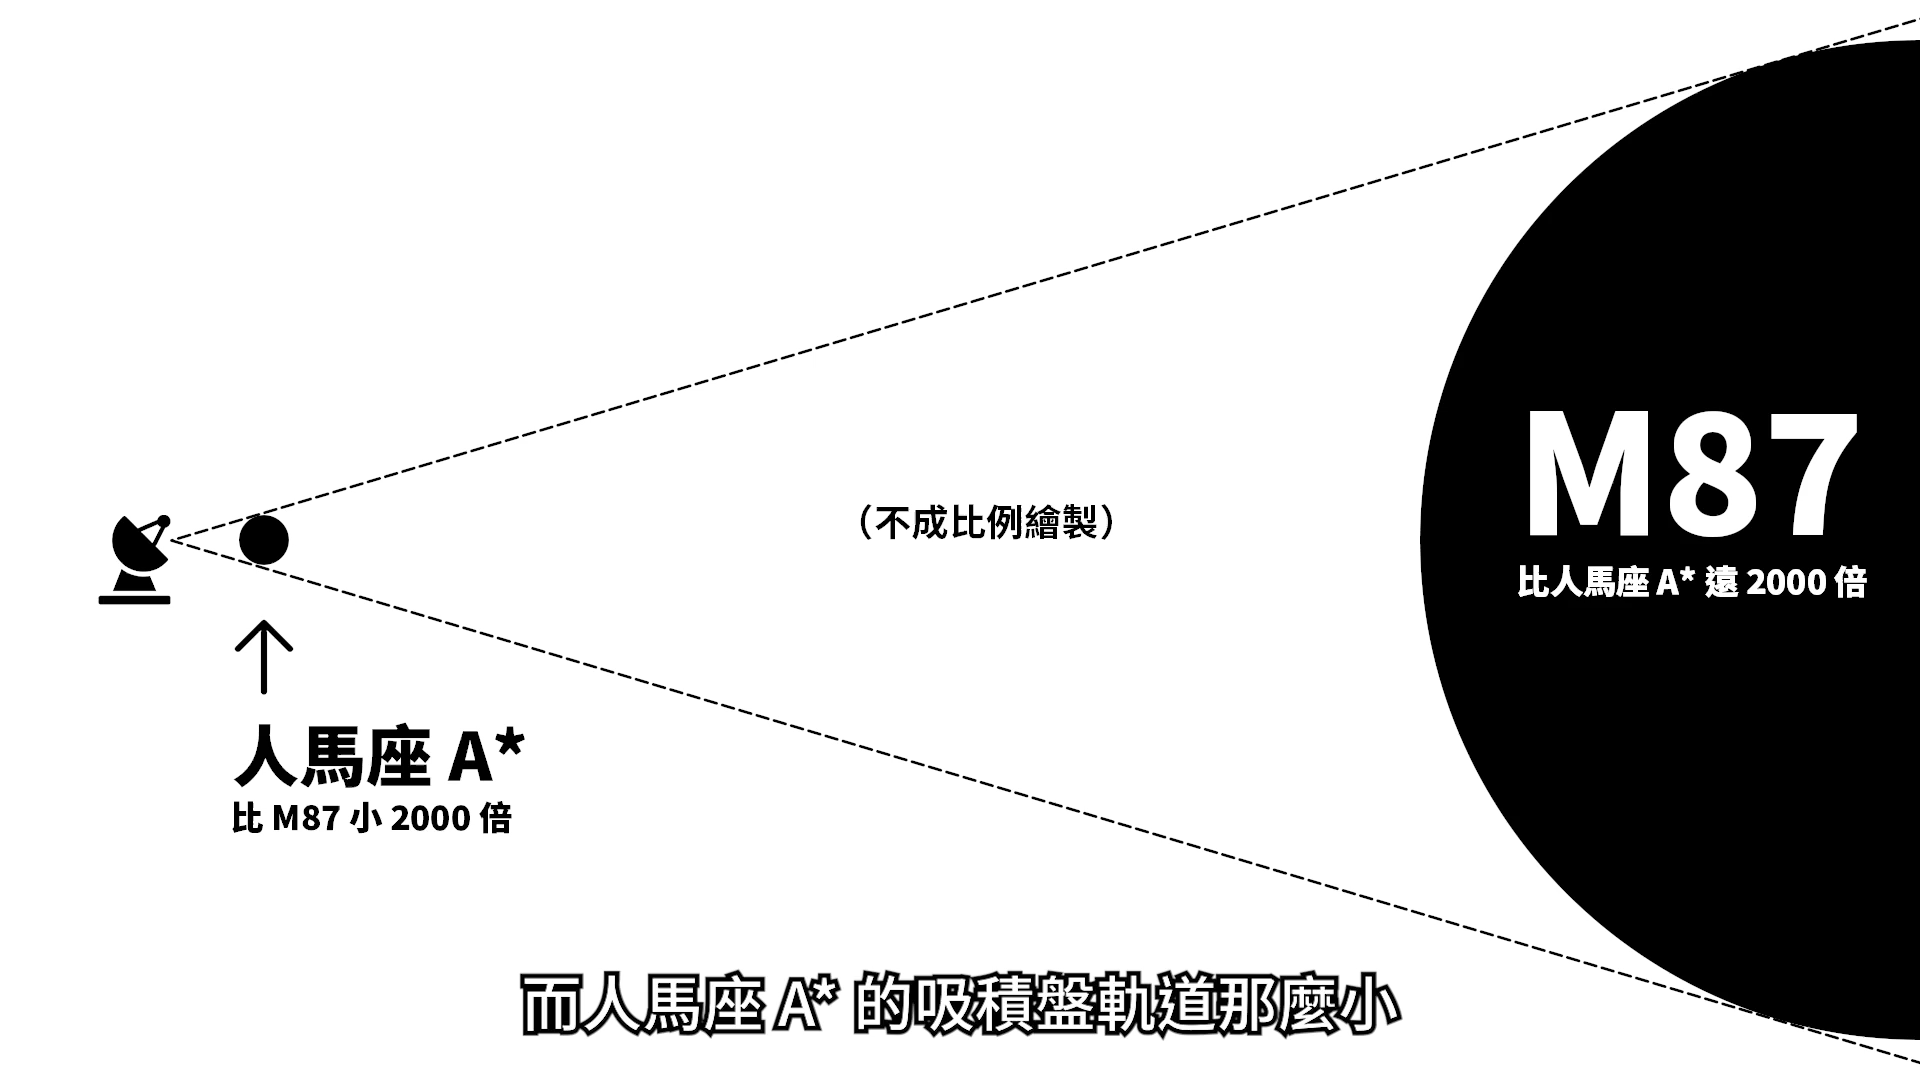 (不成比例繪製)
M87
比人馬座 A* 遠 2000 倍
人馬座 A*
比 M87 小 2000 倍
而人馬座 A* 的吸積盤軌道那麼小